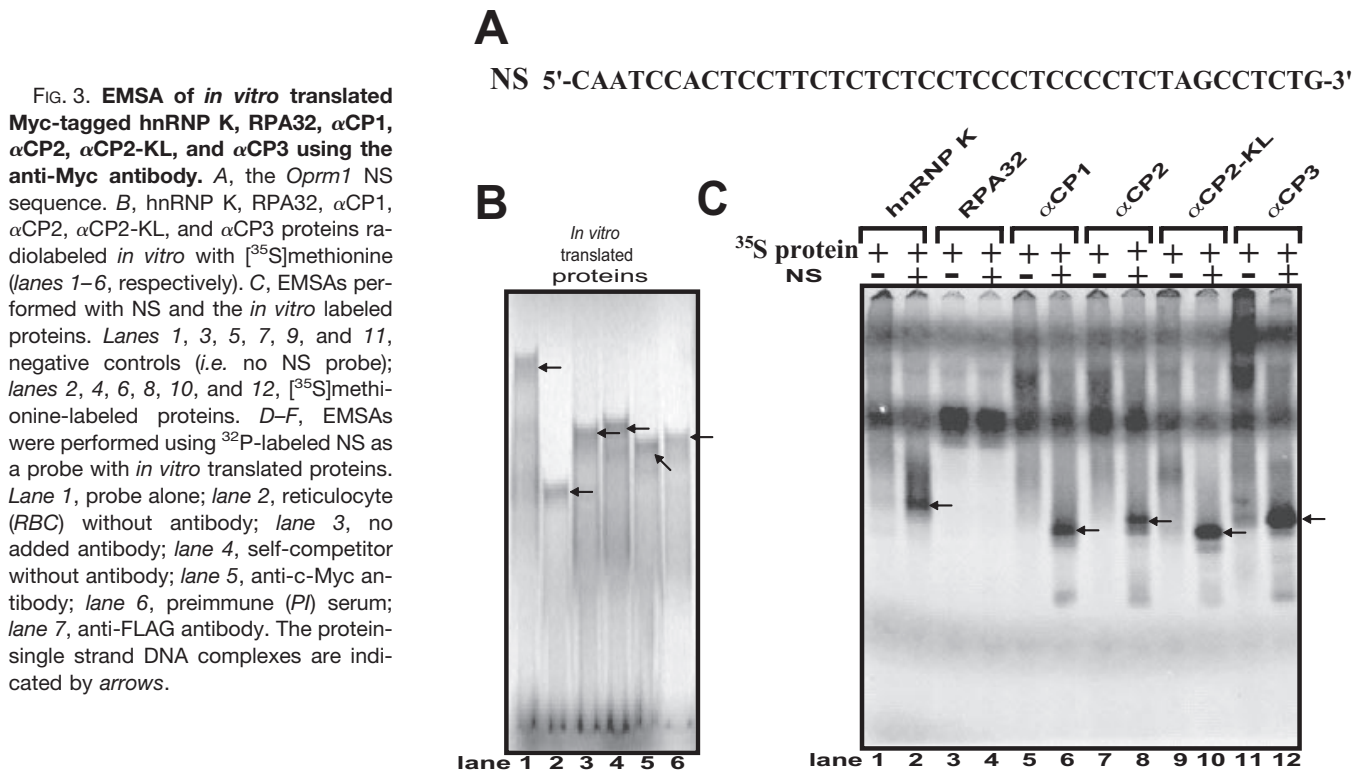 FIG. 3. EMSA of in vitro translated
Myc-tagged hnRNP K, RPA32, αCP1,
αCP2, αCP2-KL, and αCP3 using the
anti-Myc antibody. A, the Oprm1 NS
sequence. B, hnRNP K, RPA32, αCP1,
αCP2, αCP2-KL, and αCP3 proteins ra-
diolabeled in vitro with [³⁵S]methionine
(lanes 1–6, respectively). C, EMSAs per-
formed with NS and the in vitro labeled
proteins. Lanes 1, 3, 5, 7, 9, and 11,
negative controls (i.e. no NS probe);
lanes 2, 4, 6, 8, 10, and 12, [³⁵S]methi-
onine-labeled proteins. D–F, EMSAs
were performed using ³²P-labeled NS as
a probe with in vitro translated proteins.
Lane 1, probe alone; lane 2, reticulocyte
(RBC) without antibody; lane 3, no
added antibody; lane 4, self-competitor
without antibody; lane 5, anti-c-Myc an-
tibody; lane 6, preimmune (PI) serum;
lane 7, anti-FLAG antibody. The protein-
single strand DNA complexes are indi-
cated by arrows.
A
NS 5'-CAATCCACTCCTTCTCTCTCCTCCCTCCCCTCTAGCCTCTG-3'
B
In vitro
translated
proteins
lane 1 2 3 4 5 6
C
hnRNP K RPA32 αCP1 αCP2 αCP2-KL αCP3
³⁵S protein + + + + + + + + + + + +
NS - + - + - + - + - + - +
lane 1 2 3 4 5 6 7 8 9 10 11 12